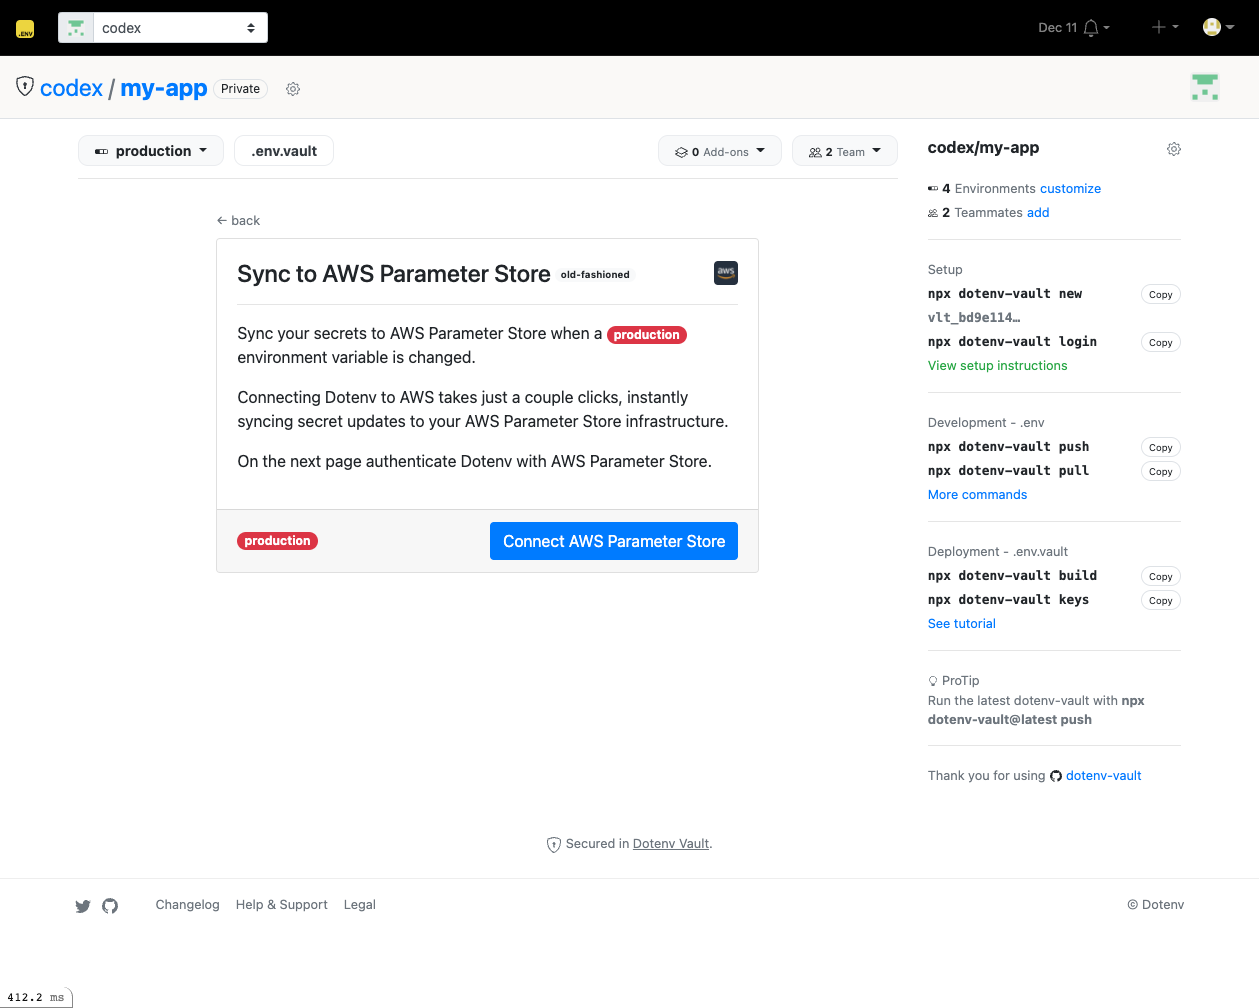 .ENV
codex
Dec 11
codex / my-app Private
production
.env.vault
0 Add-ons
2 Team
← back
Sync to AWS Parameter Store old-fashioned
aws
Sync your secrets to AWS Parameter Store when a production
environment variable is changed.
Connecting Dotenv to AWS takes just a couple clicks, instantly
syncing secret updates to your AWS Parameter Store infrastructure.
On the next page authenticate Dotenv with AWS Parameter Store.
production
Connect AWS Parameter Store
codex/my-app
4 Environments customize
2 Teammates add
Setup
npx dotenv-vault new Copy
vlt_bd9e114…
npx dotenv-vault login Copy
View setup instructions
Development - .env
npx dotenv-vault push Copy
npx dotenv-vault pull Copy
More commands
Deployment - .env.vault
npx dotenv-vault build Copy
npx dotenv-vault keys Copy
See tutorial
ProTip
Run the latest dotenv-vault with npx
dotenv-vault@latest push
Thank you for using dotenv-vault
Secured in Dotenv Vault.
Changelog
Help & Support
Legal
© Dotenv
412.2 ms